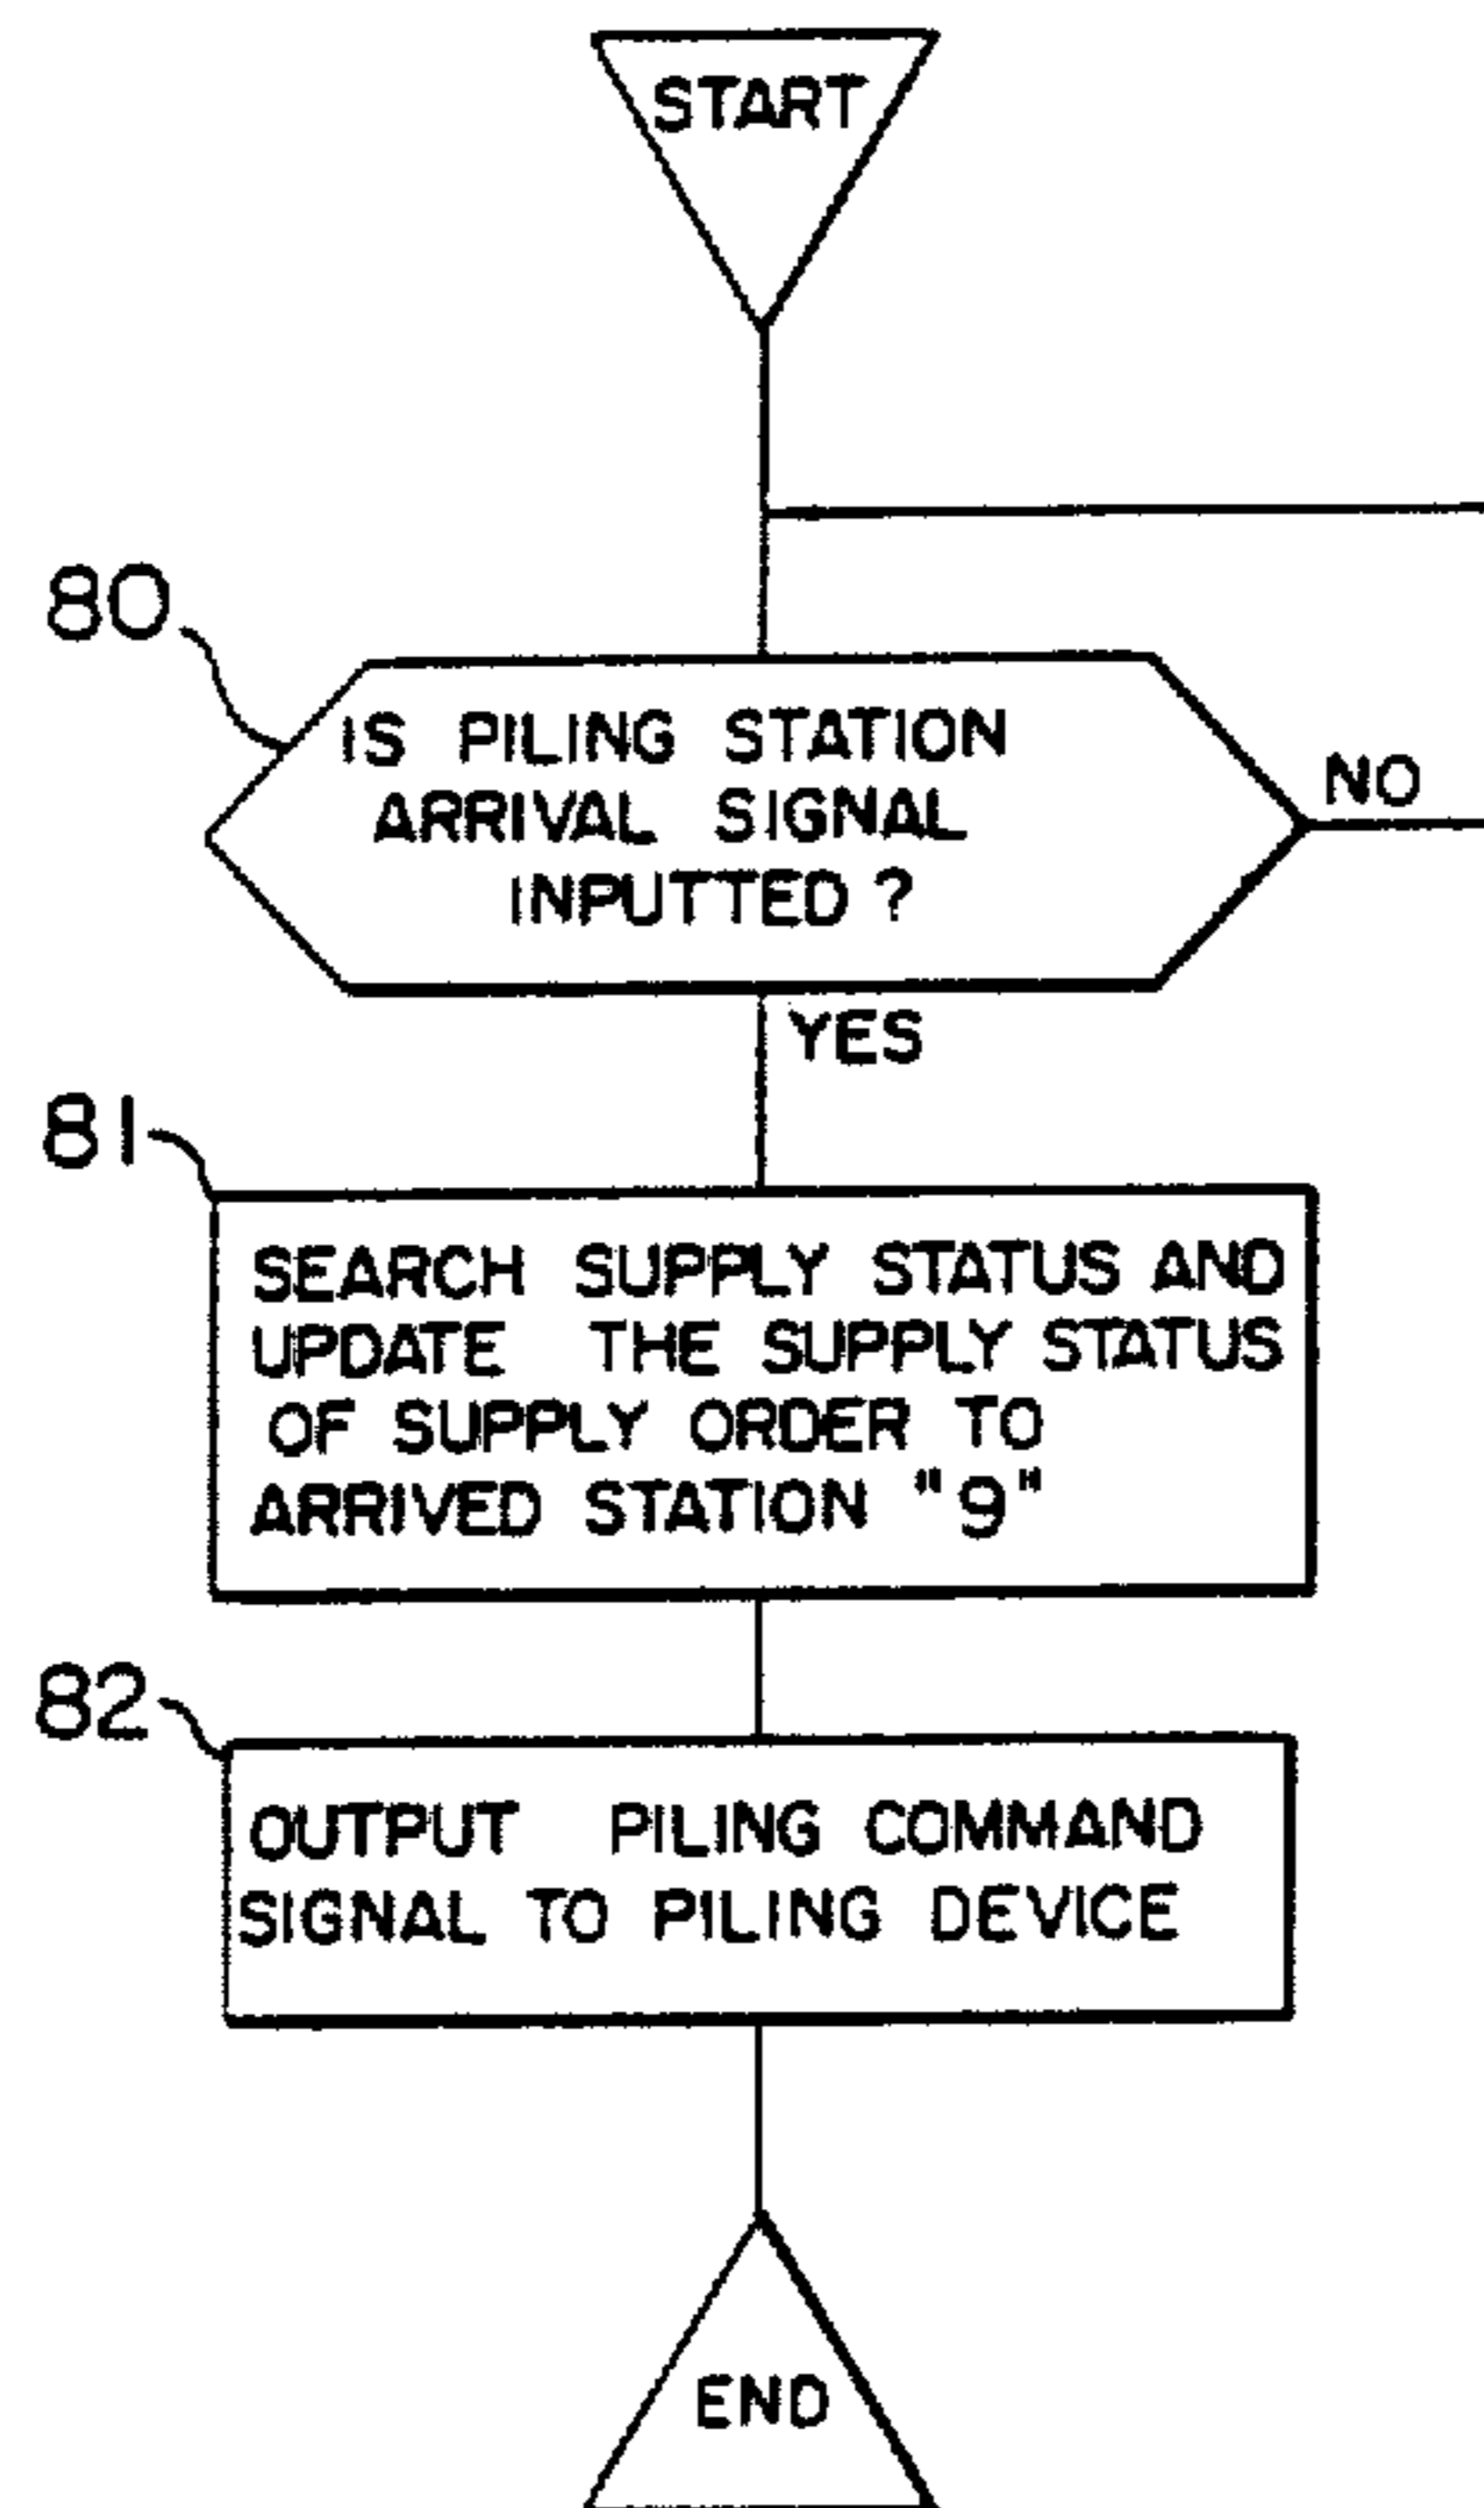 START
80
IS PILING STATION
ARRIVAL SIGNAL
INPUTTED ?
NO
YES
81
SEARCH SUPPLY STATUS AND
UPDATE THE SUPPLY STATUS
OF SUPPLY ORDER TO
ARRIVED STATION "9"
82
OUTPUT PILING COMMAND
SIGNAL TO PILING DEVICE
END